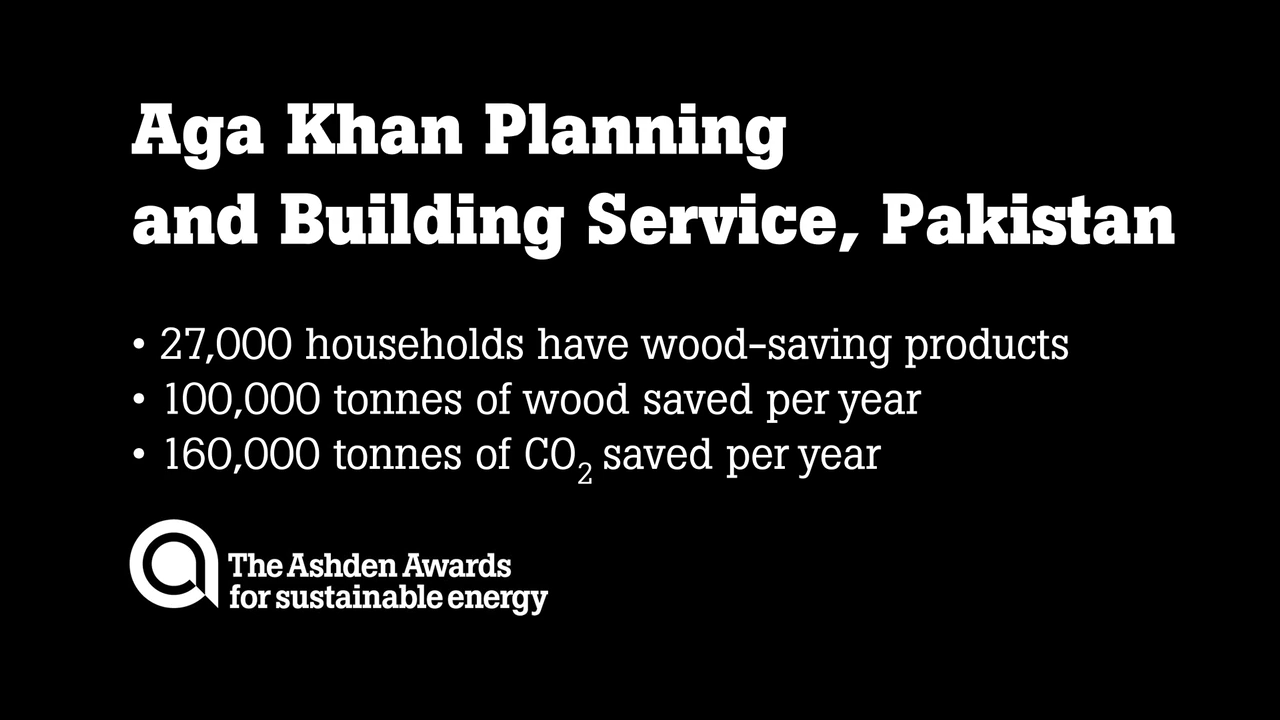 Aga Khan Planning
and Building Service, Pakistan
• 27,000 households have wood-saving products
• 100,000 tonnes of wood saved per year
• 160,000 tonnes of CO₂ saved per year
The Ashden Awards
for sustainable energy